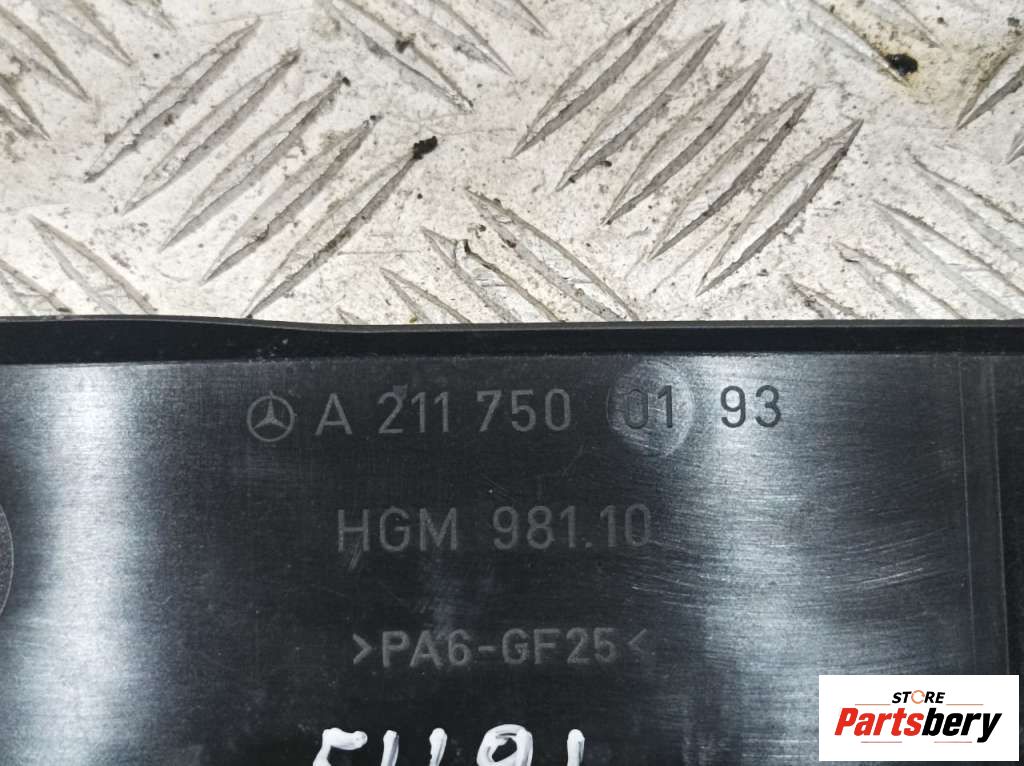 A 211 750 01 93
HGM 981.10
>PA6-GF25<
STORE
Partsbery